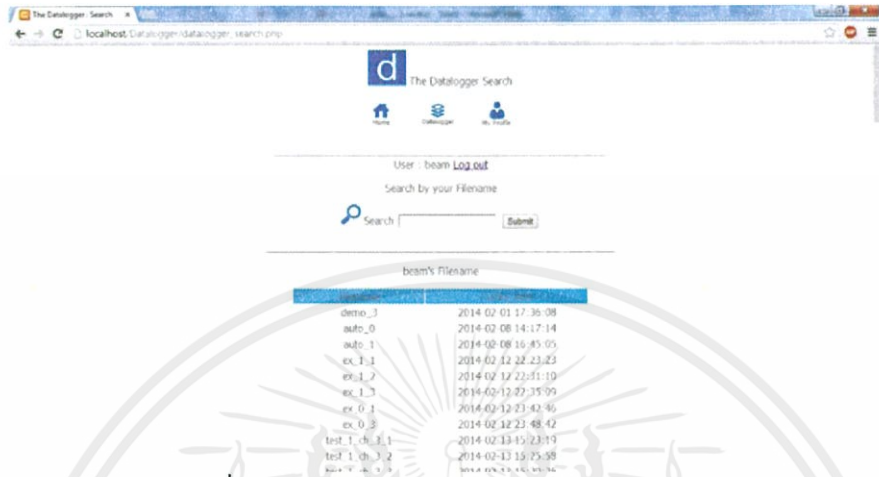 The Datalogger: Search
localhost/Datalogger/datalogger_search.php
d The Datalogger Search
Home Datalogger My Profile
User : beam Log out
Search by your Filename
Search Submit
beam's Filename
demo_3 2014-02-01 17:36:08
auto_0 2014-02-08 14:17:14
auto_1 2014-02-08 16:45:05
ex_1_1 2014-02-12 22:23:23
ex_1_2 2014-02-12 22:31:10
ex_1_3 2014-02-12 22:35:09
ex_0_1 2014-02-12 23:42:46
ex_0_3 2014-02-12 23:48:42
test_1_ch_3_1 2014-02-13 15:23:19
test_1_ch_3_2 2014-02-13 15:25:58